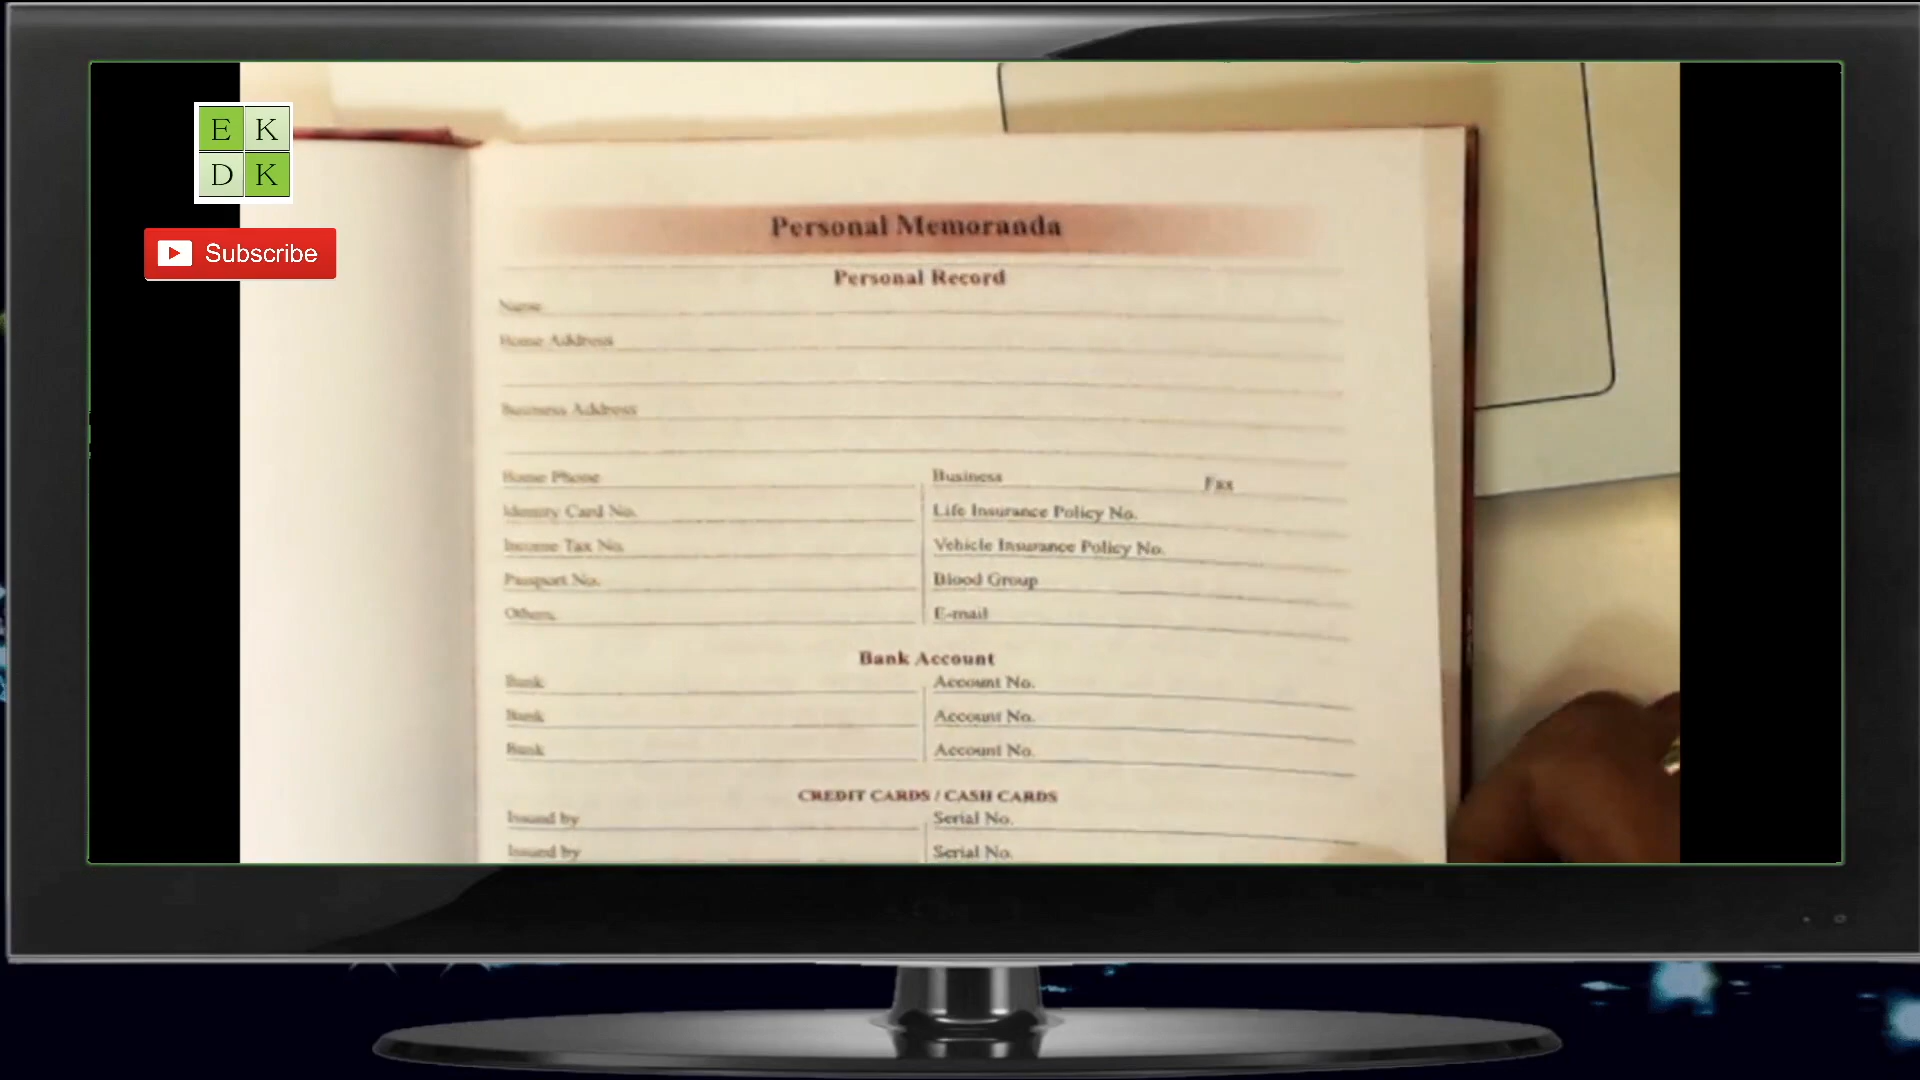 E K
D K
Subscribe
Personal Memoranda
Personal Record
Name
Home Address
Business Address
Home Phone Business Fax
Identity Card No. Life Insurance Policy No.
Income Tax No. Vehicle Insurance Policy No.
Passport No. Blood Group
Others. E-mail
Bank Account
Bank Account No.
Bank Account No.
Bank Account No.
CREDIT CARDS / CASH CARDS
Issued by Serial No.
Issued by Serial No.